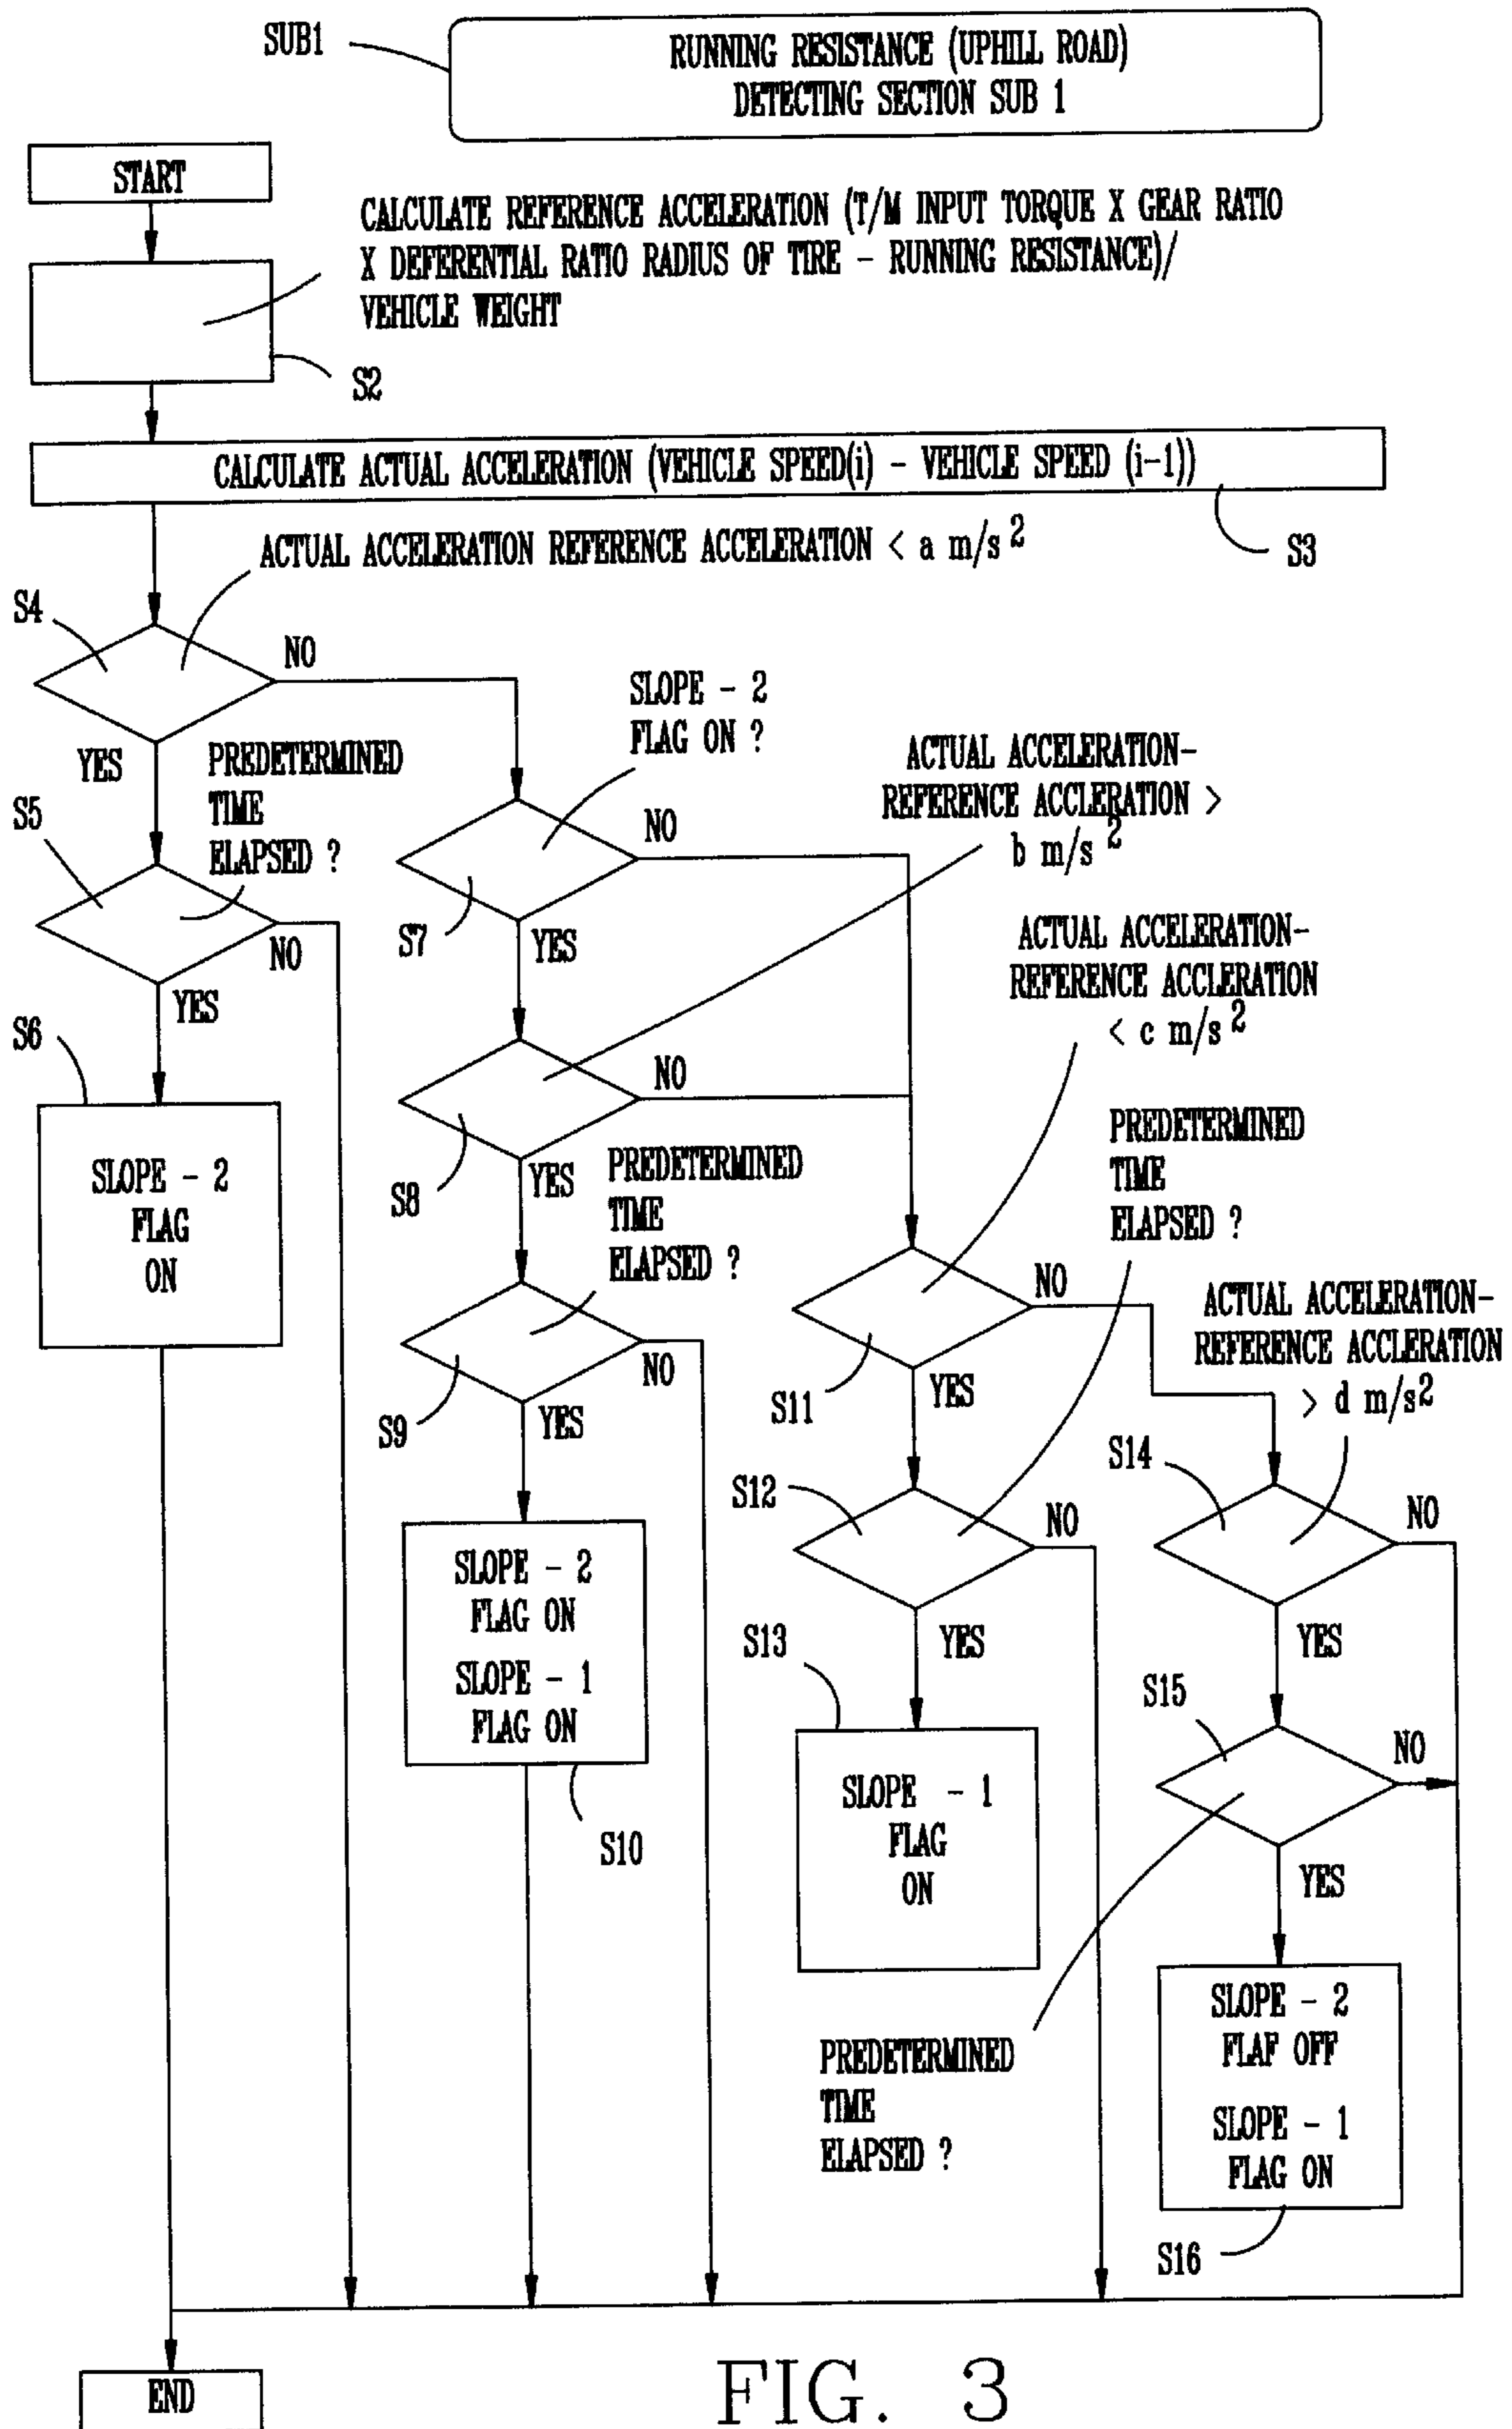 SUB1
RUNNING RESISTANCE (UPHILL ROAD)
DETECTING SECTION SUB 1
START
CALCULATE REFERENCE ACCELERATION (T/M INPUT TORQUE X GEAR RATIO
X DEFERENTIAL RATIO RADIUS OF TIRE - RUNNING RESISTANCE)/
VEHICLE WEIGHT
S2
CALCULATE ACTUAL ACCELERATION (VEHICLE SPEED(i) - VEHICLE SPEED (i-1))
S3
ACTUAL ACCELERATION REFERENCE ACCELERATION < a m/s²
S4
NO
YES
PREDETERMINED
TIME
ELAPSED ?
S5
NO
YES
S6
SLOPE - 2
FLAG
ON
SLOPE - 2
FLAG ON ?
NO
S7
YES
ACTUAL ACCELERATION-
REFERENCE ACCLERATION >
b m/s²
NO
S8
YES
PREDETERMINED
TIME
ELAPSED ?
NO
S9
YES
SLOPE - 2
FLAG ON
SLOPE - 1
FLAG ON
S10
ACTUAL ACCELERATION-
REFERENCE ACCLERATION
< c m/s²
NO
S11
YES
PREDETERMINED
TIME
ELAPSED ?
S12
NO
YES
S13
SLOPE - 1
FLAG
ON
ACTUAL ACCELERATION-
REFERENCE ACCLERATION
> d m/s²
S14
NO
YES
S15
NO
YES
PREDETERMINED
TIME
ELAPSED ?
SLOPE - 2
FLAF OFF
SLOPE - 1
FLAG ON
S16
END
FIG. 3